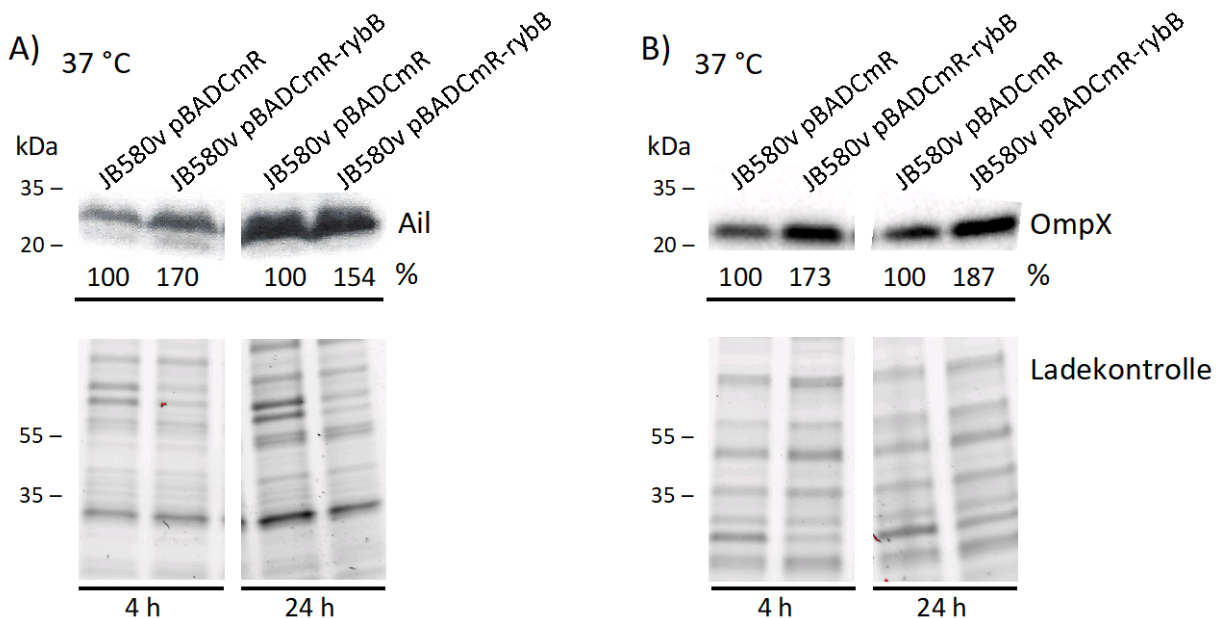 A)
37 °C
JB580v pBADCmR
JB580v pBADCmR-rybB
JB580v pBADCmR
JB580v pBADCmR-rybB
kDa
35 –
20 –
Ail
100 170 100 154 %
55 –
35 –
4 h
24 h
B)
37 °C
JB580v pBADCmR
JB580v pBADCmR-rybB
JB580v pBADCmR
JB580v pBADCmR-rybB
kDa
35 –
20 –
OmpX
100 173 100 187 %
Ladekontrolle
55 –
35 –
4 h
24 h